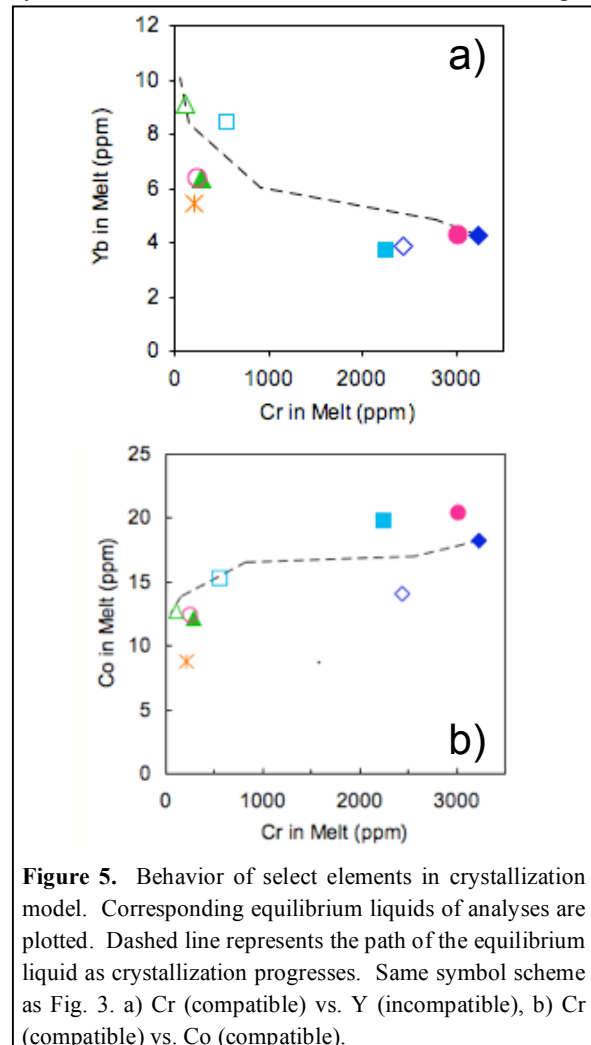 12
a)
10
8
6
4
2
0
Yb in Melt (ppm)
0 1000 2000 3000
Cr in Melt (ppm)
25
20
15
10
5
0
Co in Melt (ppm)
b)
0 1000 2000 3000
Cr in Melt (ppm)
Figure 5. Behavior of select elements in crystallization
model. Corresponding equilibrium liquids of analyses are
plotted. Dashed line represents the path of the equilibrium
liquid as crystallization progresses. Same symbol scheme
as Fig. 3. a) Cr (compatible) vs. Y (incompatible), b) Cr
(compatible) vs. Co (compatible).